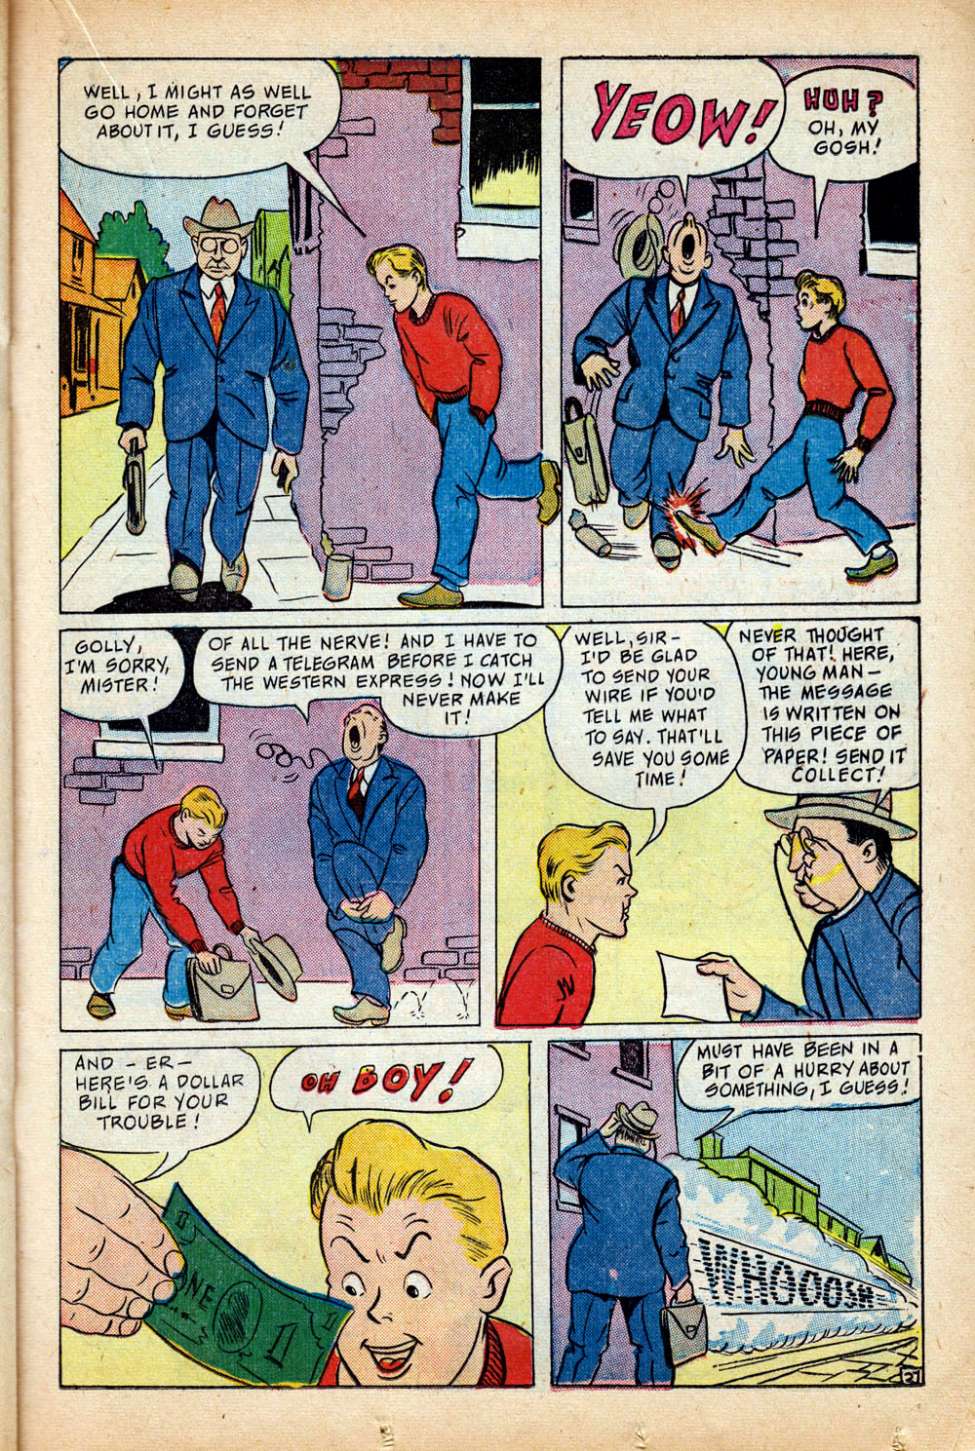 WELL, I MIGHT AS WELL
GO HOME AND FORGET
ABOUT IT, I GUESS!
YEOW!
HUH?
OH, MY
GOSH!
GOLLY,
I'M SORRY,
MISTER!
OF ALL THE NERVE! AND I HAVE TO
SEND A TELEGRAM BEFORE I CATCH
THE WESTERN EXPRESS! NOW I'LL
NEVER MAKE
IT!
WELL, SIR-
I'D BE GLAD
TO SEND YOUR
WIRE IF YOU'D
TELL ME WHAT
TO SAY. THAT'LL
SAVE YOU SOME
TIME!
NEVER THOUGHT
OF THAT! HERE,
YOUNG MAN-
THE MESSAGE
IS WRITTEN ON
THIS PIECE OF
PAPER! SEND IT
COLLECT!
AND - ER -
HERE'S A DOLLAR
BILL FOR YOUR
TROUBLE!
OH BOY!
1
ONE
1
MUST HAVE BEEN IN A
BIT OF A HURRY ABOUT
SOMETHING, I GUESS!
WHOOOSH
27